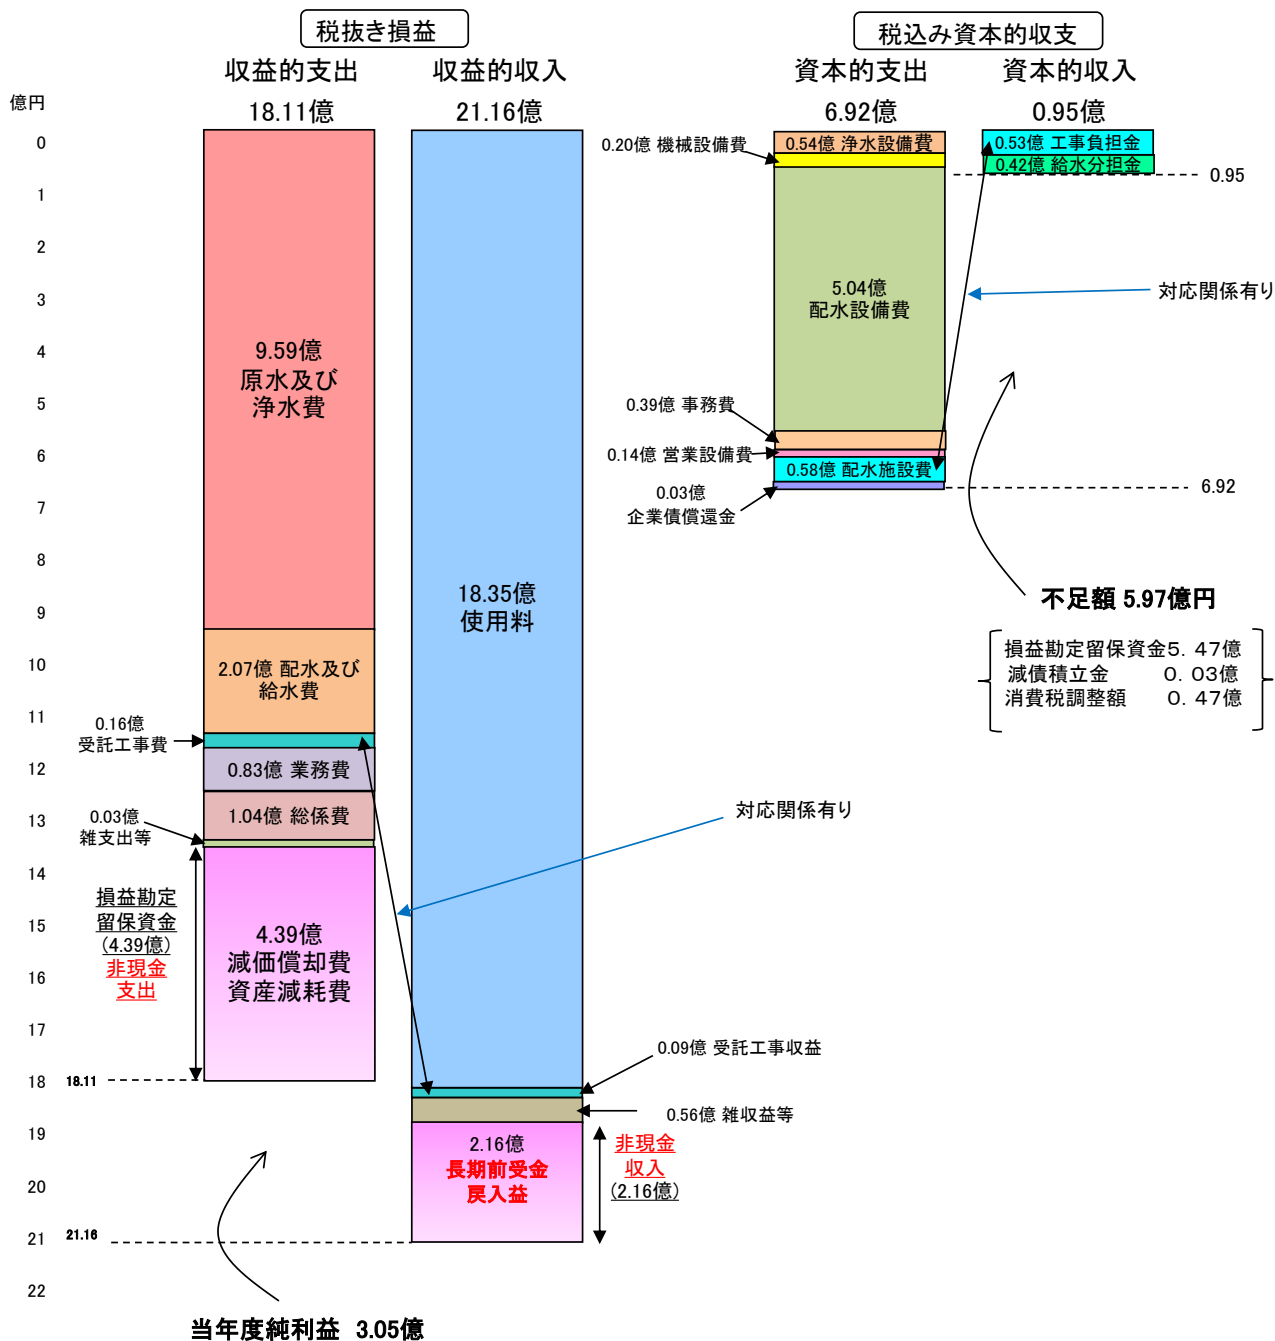 税抜き損益
収益的支出
18.11億
収益的収入
21.16億
億円
0
1
2
3
4
5
6
7
8
9
10
11
12
13
14
15
16
17
18
19
20
21
22
18.11
21.16
9.59億
原水及び
浄水費
2.07億 配水及び
給水費
0.16億
受託工事費
0.83億 業務費
1.04億 総係費
0.03億
雑支出等
損益勘定
留保資金
(4.39億)
非現金
支出
4.39億
減価償却費
資産減耗費
18.35億
使用料
対応関係有り
0.09億 受託工事収益
0.56億 雑収益等
2.16億
長期前受金
戻入益
非現金
収入
(2.16億)
当年度純利益 3.05億
税込み資本的収支
資本的支出
6.92億
資本的収入
0.95億
0.54億 浄水設備費
0.20億 機械設備費
5.04億
配水設備費
0.39億 事務費
0.14億 営業設備費
0.58億 配水施設費
0.03億
企業債償還金
0.53億 工事負担金
0.42億 給水分担金
0.95
対応関係有り
6.92
不足額 5.97億円
損益勘定留保資金5.47億
減債積立金 0.03億
消費税調整額 0.47億